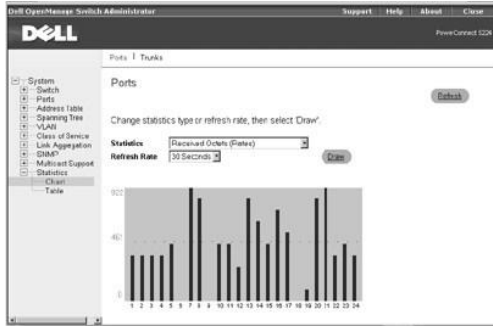 Dell OpenManage Switch Administrator
Support Help About Close
DELL
PowerConnect 5224
Ports | Trunks
System
Switch
Ports
Address Table
Spanning Tree
VLAN
Class of Service
Link Aggregation
SNMP
Multicast Support
Statistics
Chart
Table
Ports
Refresh
Change statistics type or refresh rate, then select 'Draw'.
Statistics Received Octets (Rates)
Refresh Rate 30 Seconds
Draw
0
1 2 3 4 5 6 7 8 9 10 11 12 13 14 15 16 17 18 19 20 21 22 23 24